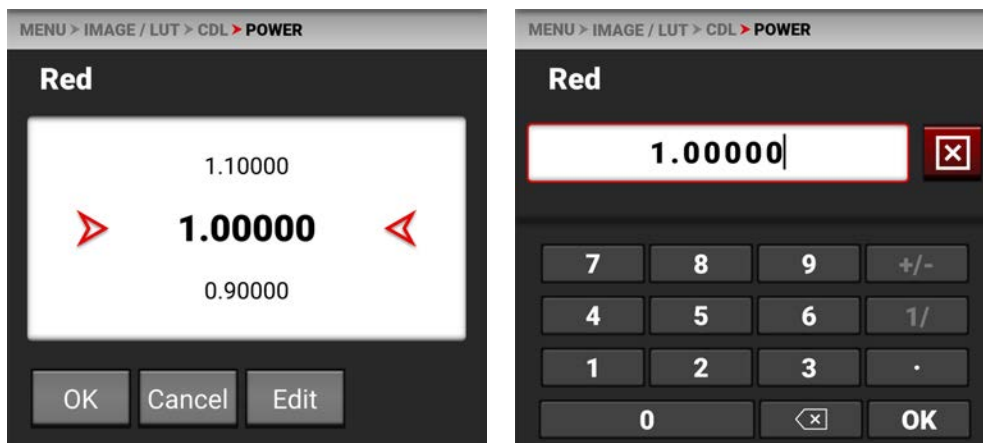 MENU > IMAGE / LUT > CDL > POWER
Red
1.10000
1.00000
0.90000
OK Cancel Edit
MENU > IMAGE / LUT > CDL > POWER
Red
1.00000
7 8 9 +/-
4 5 6 1/
1 2 3 .
0 OK